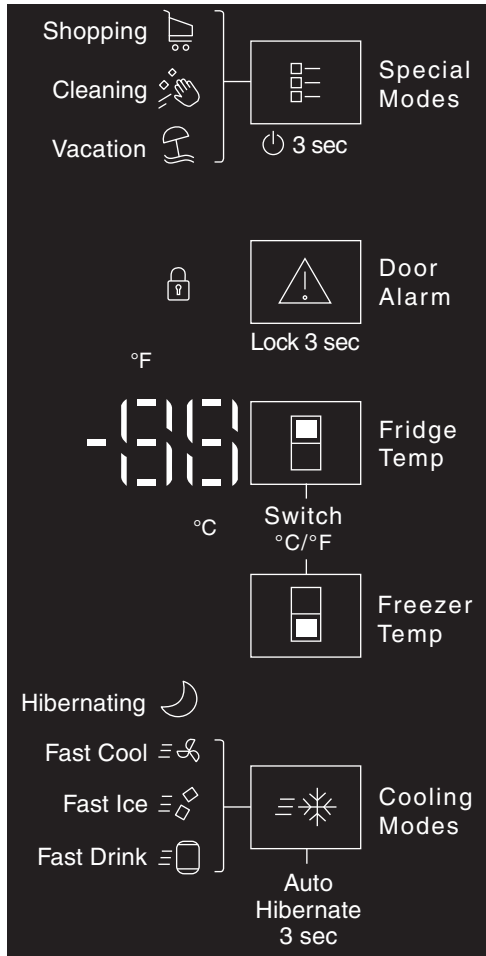 Shopping
Cleaning
Vacation
Special
Modes
3 sec
Door
Alarm
Lock 3 sec
°F
-88
Fridge
Temp
°C
Switch
°C/°F
Freezer
Temp
Hibernating
Fast Cool
Fast Ice
Fast Drink
Cooling
Modes
Auto
Hibernate
3 sec